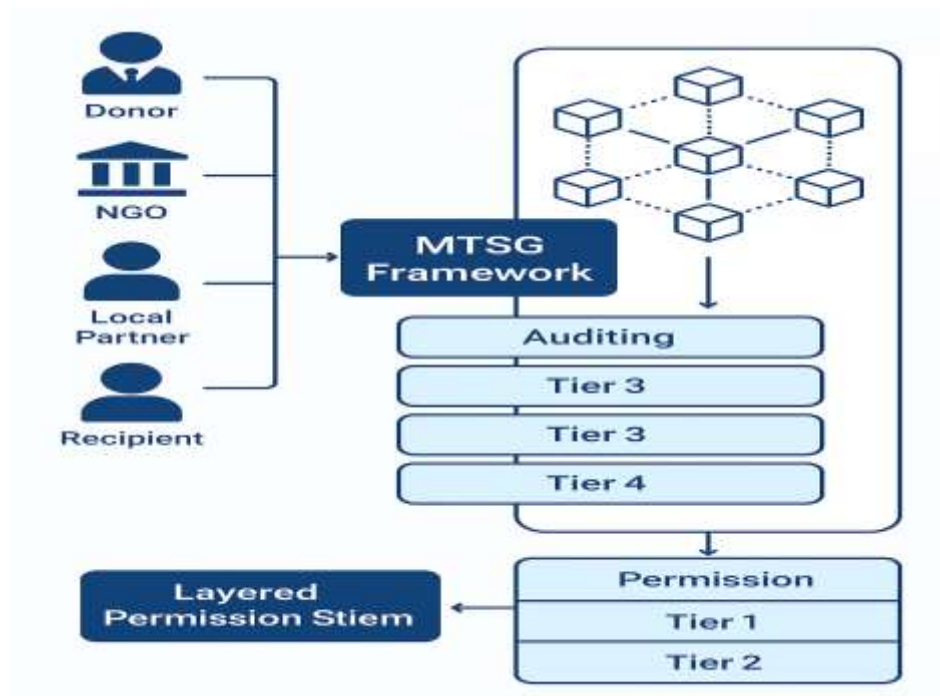 Donor
NGO
Local
Partner
Recipient
MTSG
Framework
Auditing
Tier 3
Tier 3
Tier 4
Permission
Tier 1
Tier 2
Layered
Permission Stiem